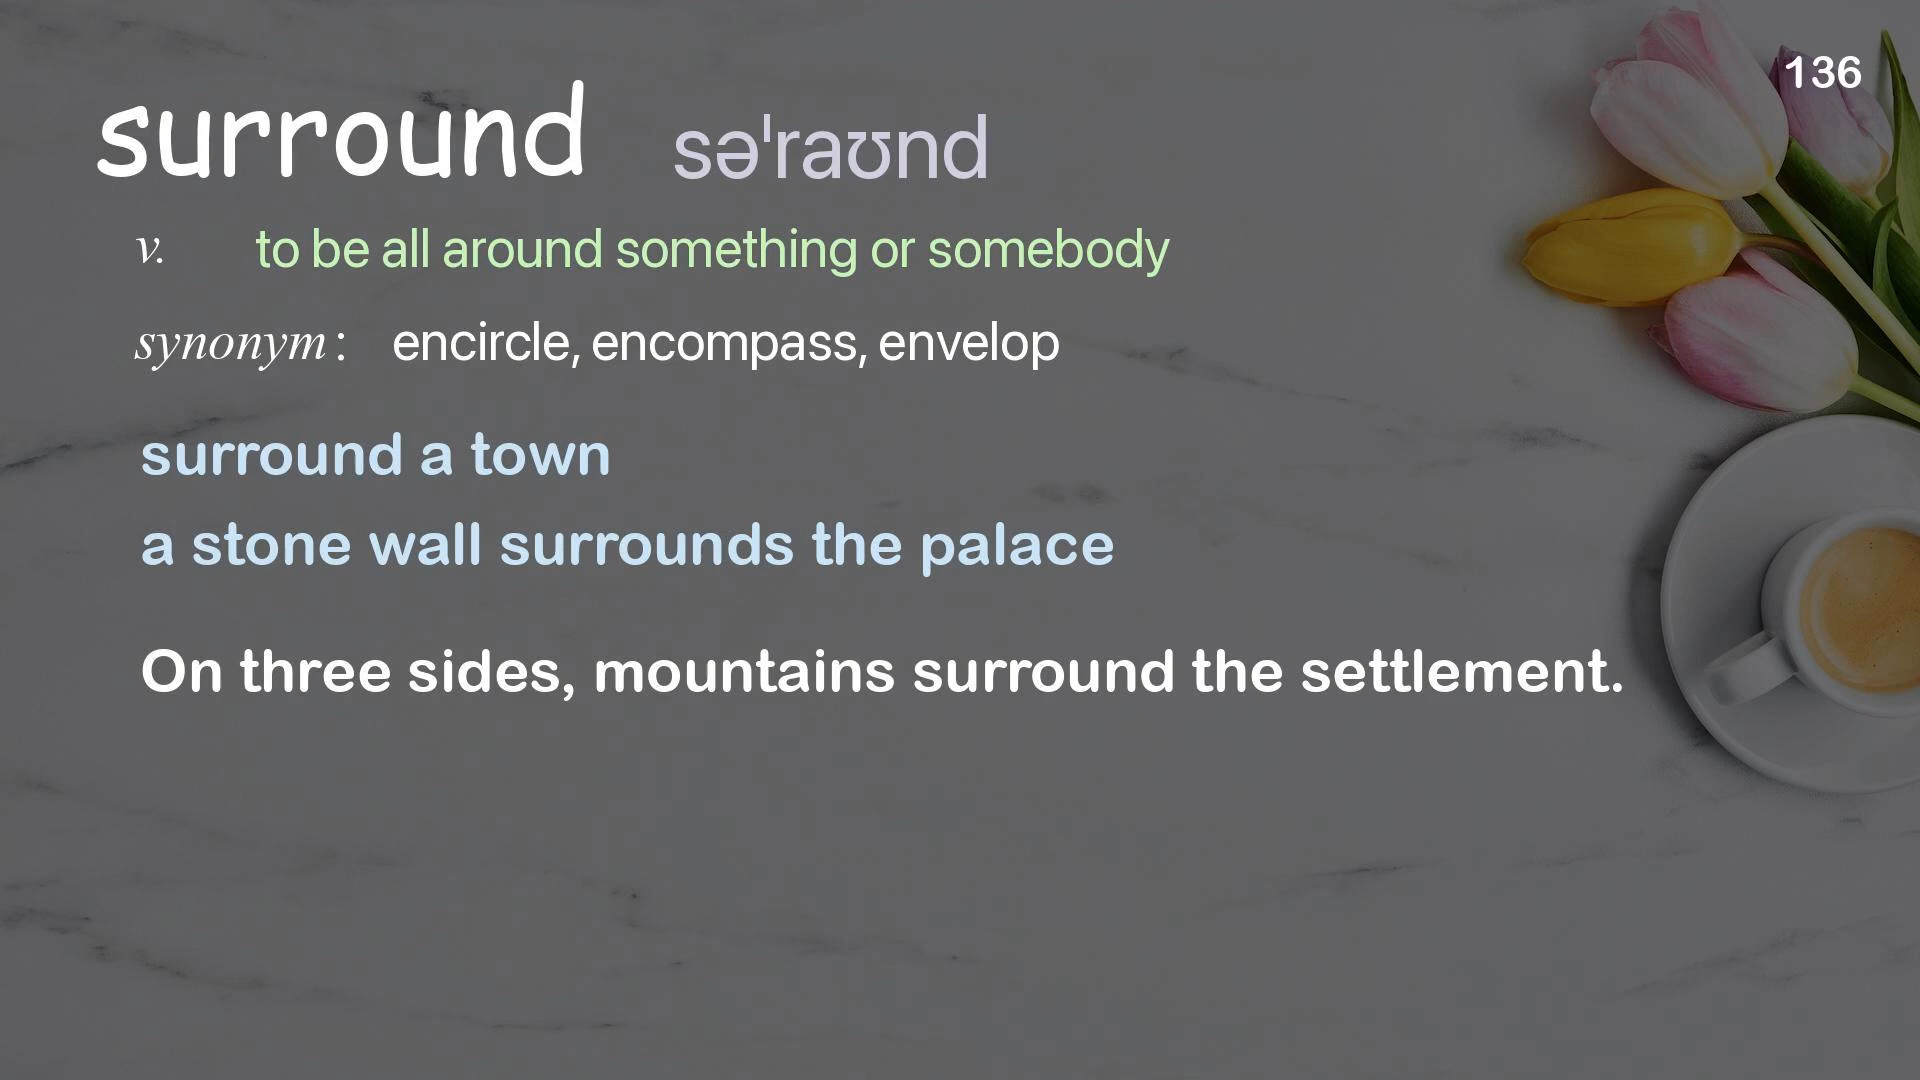 136
surround səˈraʊnd
v. to be all around something or somebody
synonym : encircle, encompass, envelop
surround a town
a stone wall surrounds the palace
On three sides, mountains surround the settlement.